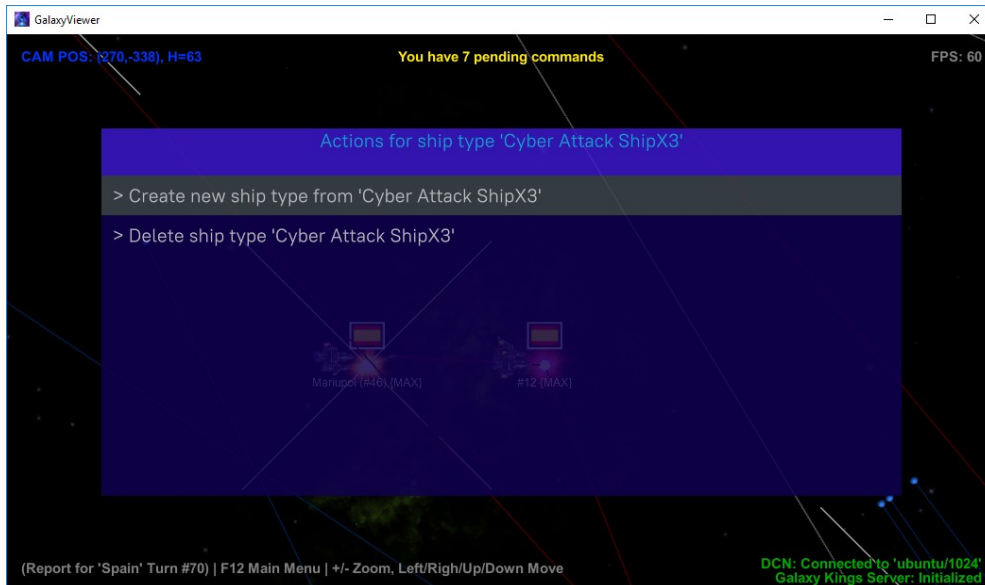 GalaxyViewer
CAM POS: (270,-338), H=63
You have 7 pending commands
FPS: 60
Actions for ship type 'Cyber Attack ShipX3'
> Create new ship type from 'Cyber Attack ShipX3'
> Delete ship type 'Cyber Attack ShipX3'
Mariupol (#46) {MAX}
#12 {MAX}
(Report for 'Spain' Turn #70) | F12 Main Menu | +/- Zoom, Left/Righ/Up/Down Move
DCN: Connected to 'ubuntu/1024'
Galaxy Kings Server: Initialized